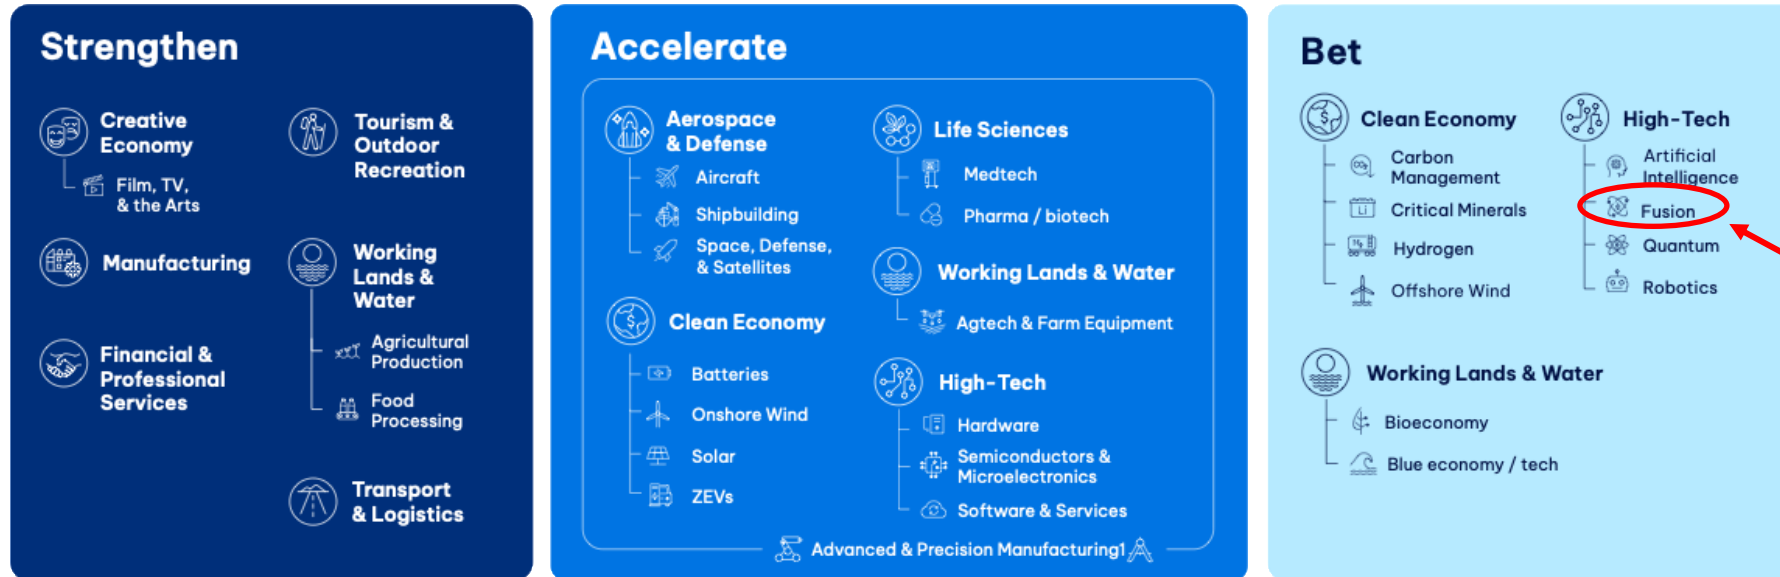 Strengthen
Creative
Economy
Film, TV,
& the Arts
Manufacturing
Financial &
Professional
Services
Tourism &
Outdoor
Recreation
Working
Lands &
Water
Agricultural
Production
Food
Processing
Transport
& Logistics
Accelerate
Aerospace
& Defense
Aircraft
Shipbuilding
Space, Defense,
& Satellites
Clean Economy
Batteries
Onshore Wind
Solar
ZEVs
Life Sciences
Medtech
Pharma / biotech
Working Lands & Water
Agtech & Farm Equipment
High-Tech
Hardware
Semiconductors &
Microelectronics
Software & Services
Advanced & Precision Manufacturing1
Bet
Clean Economy
Carbon
Management
Li
Critical Minerals
Hydrogen
Offshore Wind
High-Tech
Artificial
Intelligence
Fusion
Quantum
Robotics
Working Lands & Water
Bioeconomy
Blue economy / tech